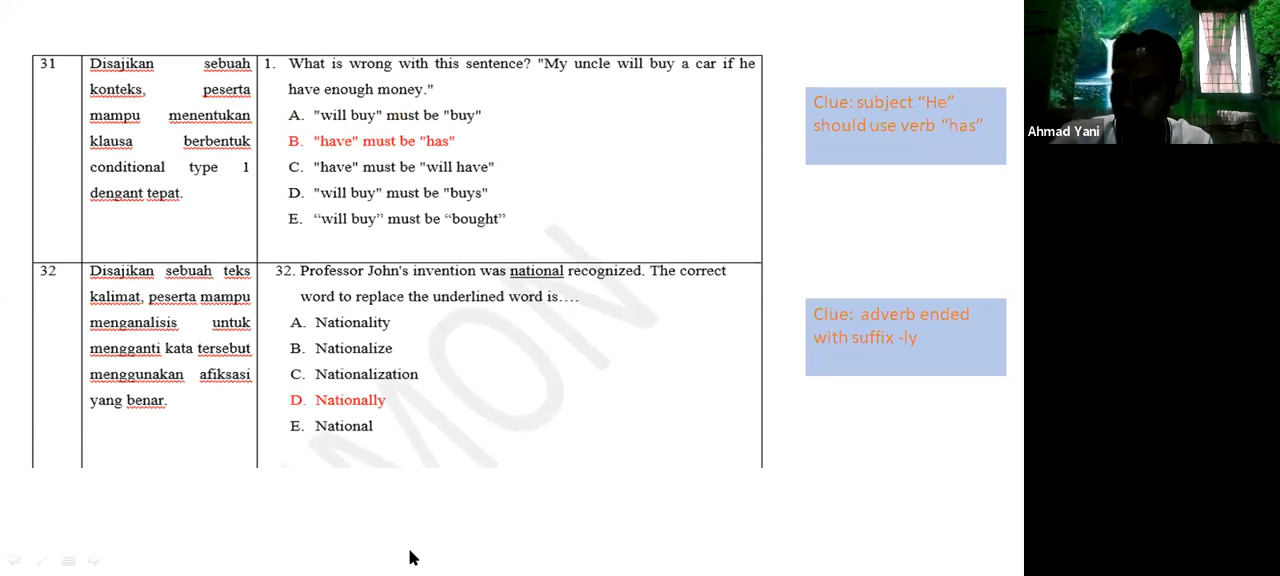 31
Disajikan sebuah
konteks, peserta
mampu menentukan
klausa berbentuk
conditional type 1
dengant tepat.
1. What is wrong with this sentence? "My uncle will buy a car if he
have enough money."
A. "will buy" must be "buy"
B. "have" must be "has"
C. "have" must be "will have"
D. "will buy" must be "buys"
E. “will buy” must be “bought”
Clue: subject “He”
should use verb “has”
32
Disajikan sebuah teks
kalimat, peserta mampu
menganalisis untuk
mengganti kata tersebut
menggunakan afiksasi
yang benar.
32. Professor John's invention was national recognized. The correct
word to replace the underlined word is….
A. Nationality
B. Nationalize
C. Nationalization
D. Nationally
E. National
Clue: adverb ended
with suffix -ly
Ahmad Yani